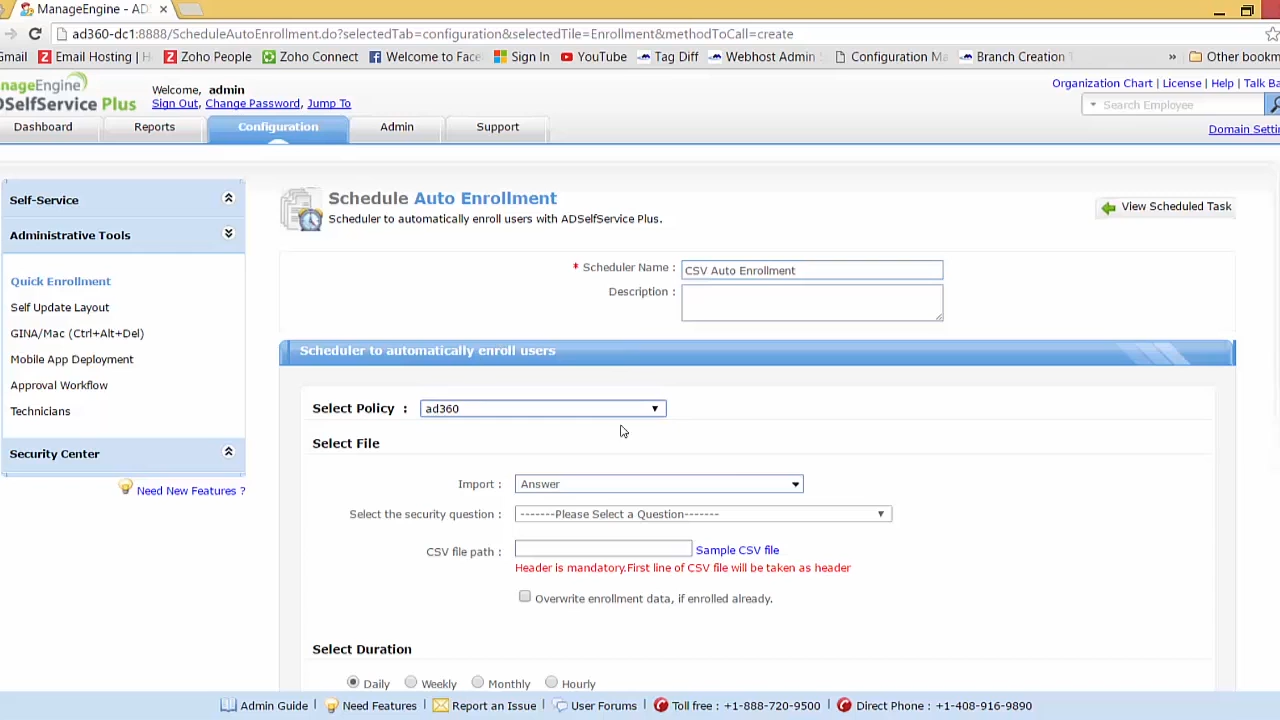 ManageEngine - AD
ad360-dc1:8888/ScheduleAutoEnrollment.do?selectedTab=configuration&selectedTile=Enrollment&methodToCall=create
Gmail Email Hosting | H Zoho People Zoho Connect Welcome to Face Sign In YouTube Tag Diff Webhost Admin Configuration Ma Branch Creation T » Other bookm
nageEngine
DSelfService Plus
Welcome, admin
Sign Out, Change Password, Jump To
Organization Chart | License | Help | Talk Ba
Search Employee
Dashboard Reports Configuration Admin Support
Domain Setti
Self-Service
Administrative Tools
Quick Enrollment
Self Update Layout
GINA/Mac (Ctrl+Alt+Del)
Mobile App Deployment
Approval Workflow
Technicians
Security Center
Need New Features ?
Schedule Auto Enrollment
Scheduler to automatically enroll users with ADSelfService Plus.
View Scheduled Task
* Scheduler Name : CSV Auto Enrollment
Description :
Scheduler to automatically enroll users
Select Policy : ad360
Select File
Import : Answer
Select the security question : -------Please Select a Question-------
CSV file path : Sample CSV file
Header is mandatory.First line of CSV file will be taken as header
Overwrite enrollment data, if enrolled already.
Select Duration
Daily Weekly Monthly Hourly
Admin Guide | Need Features | Report an Issue | User Forums | Toll free : +1-888-720-9500 | Direct Phone : +1-408-916-9890